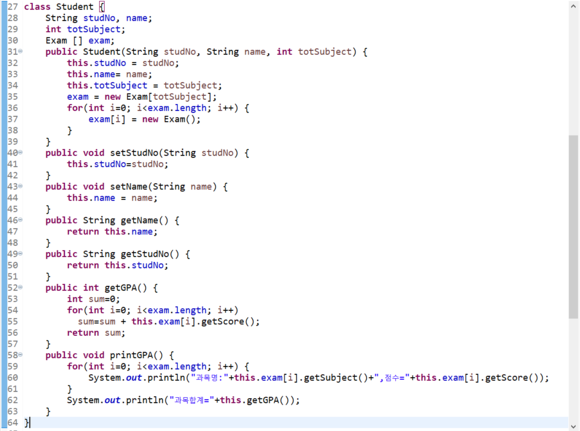 27 class Student {
28     String studNo, name;
29     int totSubject;
30     Exam [] exam;
31     public Student(String studNo, String name, int totSubject) {
32         this.studNo = studNo;
33         this.name= name;
34         this.totSubject = totSubject;
35         exam = new Exam[totSubject];
36         for(int i=0; i<exam.length; i++) {
37             exam[i] = new Exam();
38         }
39     }
40     public void setStudNo(String studNo) {
41         this.studNo=studNo;
42     }
43     public void setName(String name) {
44         this.name = name;
45     }
46     public String getName() {
47         return this.name;
48     }
49     public String getStudNo() {
50         return this.studNo;
51     }
52     public int getGPA() {
53         int sum=0;
54         for(int i=0; i<exam.length; i++)
55           sum=sum + this.exam[i].getScore();
56         return sum;
57     }
58     public void printGPA() {
59         for(int i=0; i<exam.length; i++) {
60             System.out.println("과목명:"+this.exam[i].getSubject()+",점수="+this.exam[i].getScore());
61         }
62         System.out.println("과목합계="+this.getGPA());
63     }
64 }